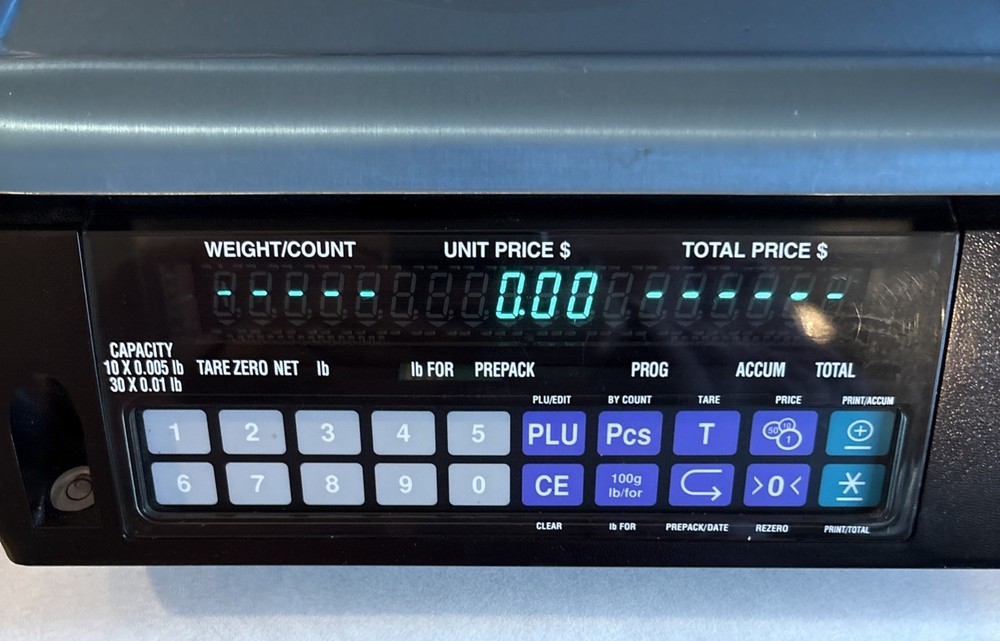 WEIGHT/COUNT UNIT PRICE $ TOTAL PRICE $
----- 0.00 ------
CAPACITY
10 X 0.005 lb
30 X 0.01 lb
TARE ZERO NET lb lb FOR PREPACK PROG ACCUM TOTAL
PLU/EDIT BY COUNT TARE PRICE PRINT/ACCUM
1 2 3 4 5 PLU Pcs T 50 10 1 +
6 7 8 9 0 CE 100g lb/for >0< *
CLEAR lb FOR PREPACK/DATE REZERO PRINT/TOTAL